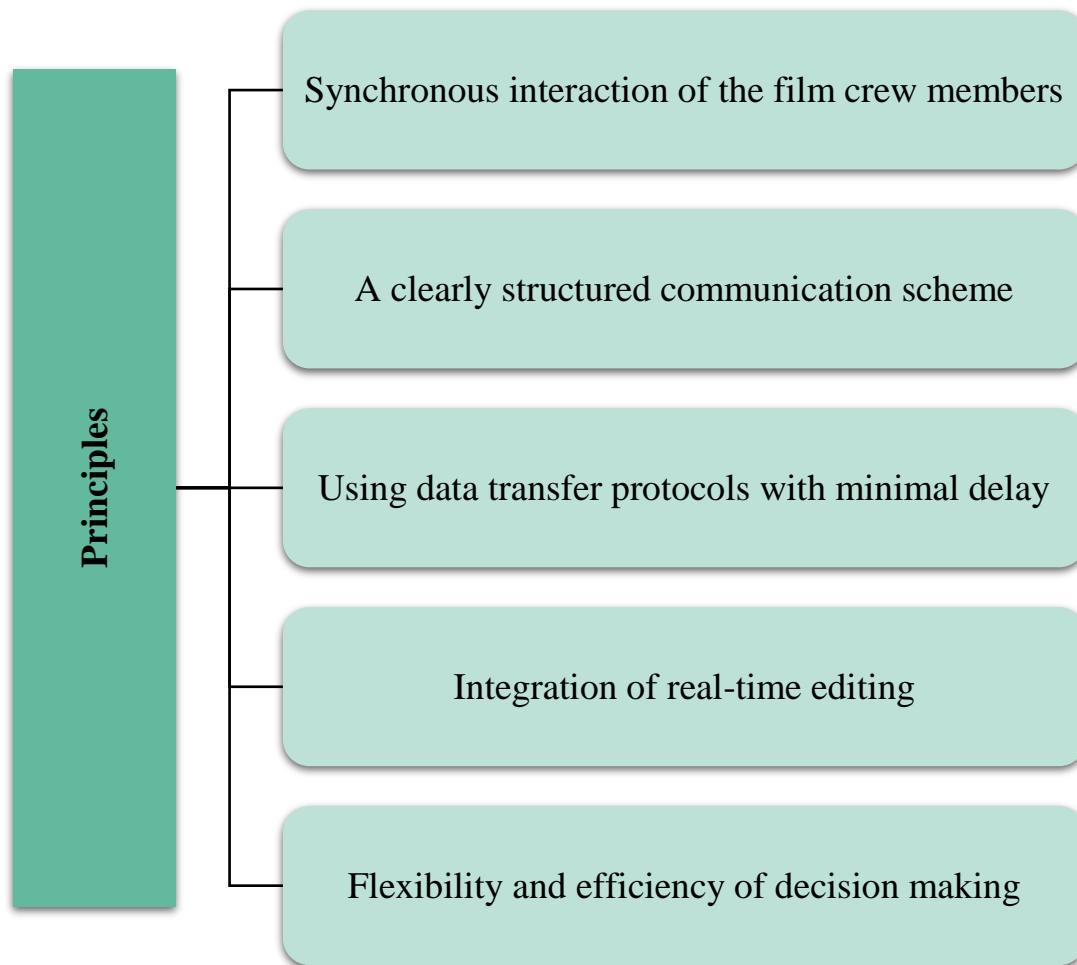 Principles
Synchronous interaction of the film crew members
A clearly structured communication scheme
Using data transfer protocols with minimal delay
Integration of real-time editing
Flexibility and efficiency of decision making